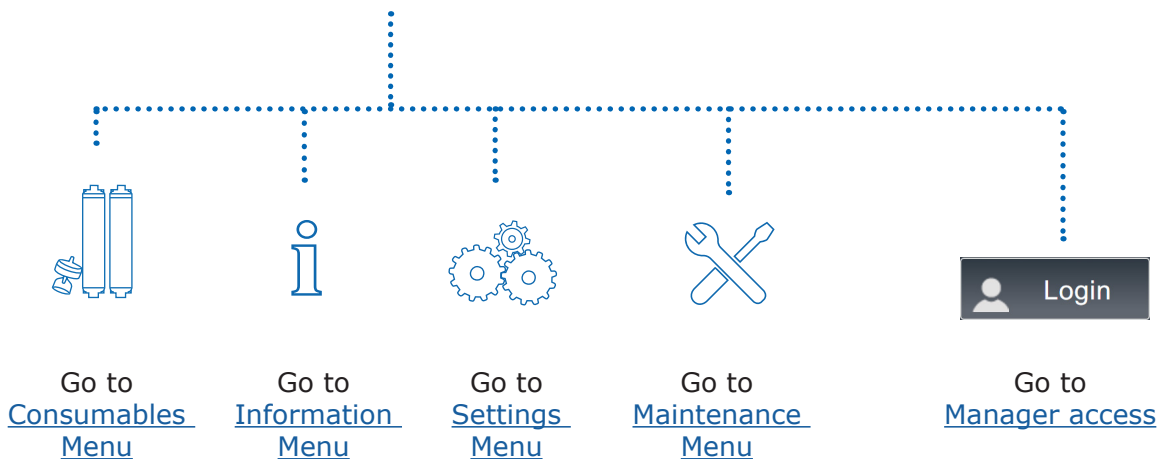 Login
Go to
Consumables
Menu
Go to
Information
Menu
Go to
Settings
Menu
Go to
Maintenance
Menu
Go to
Manager access